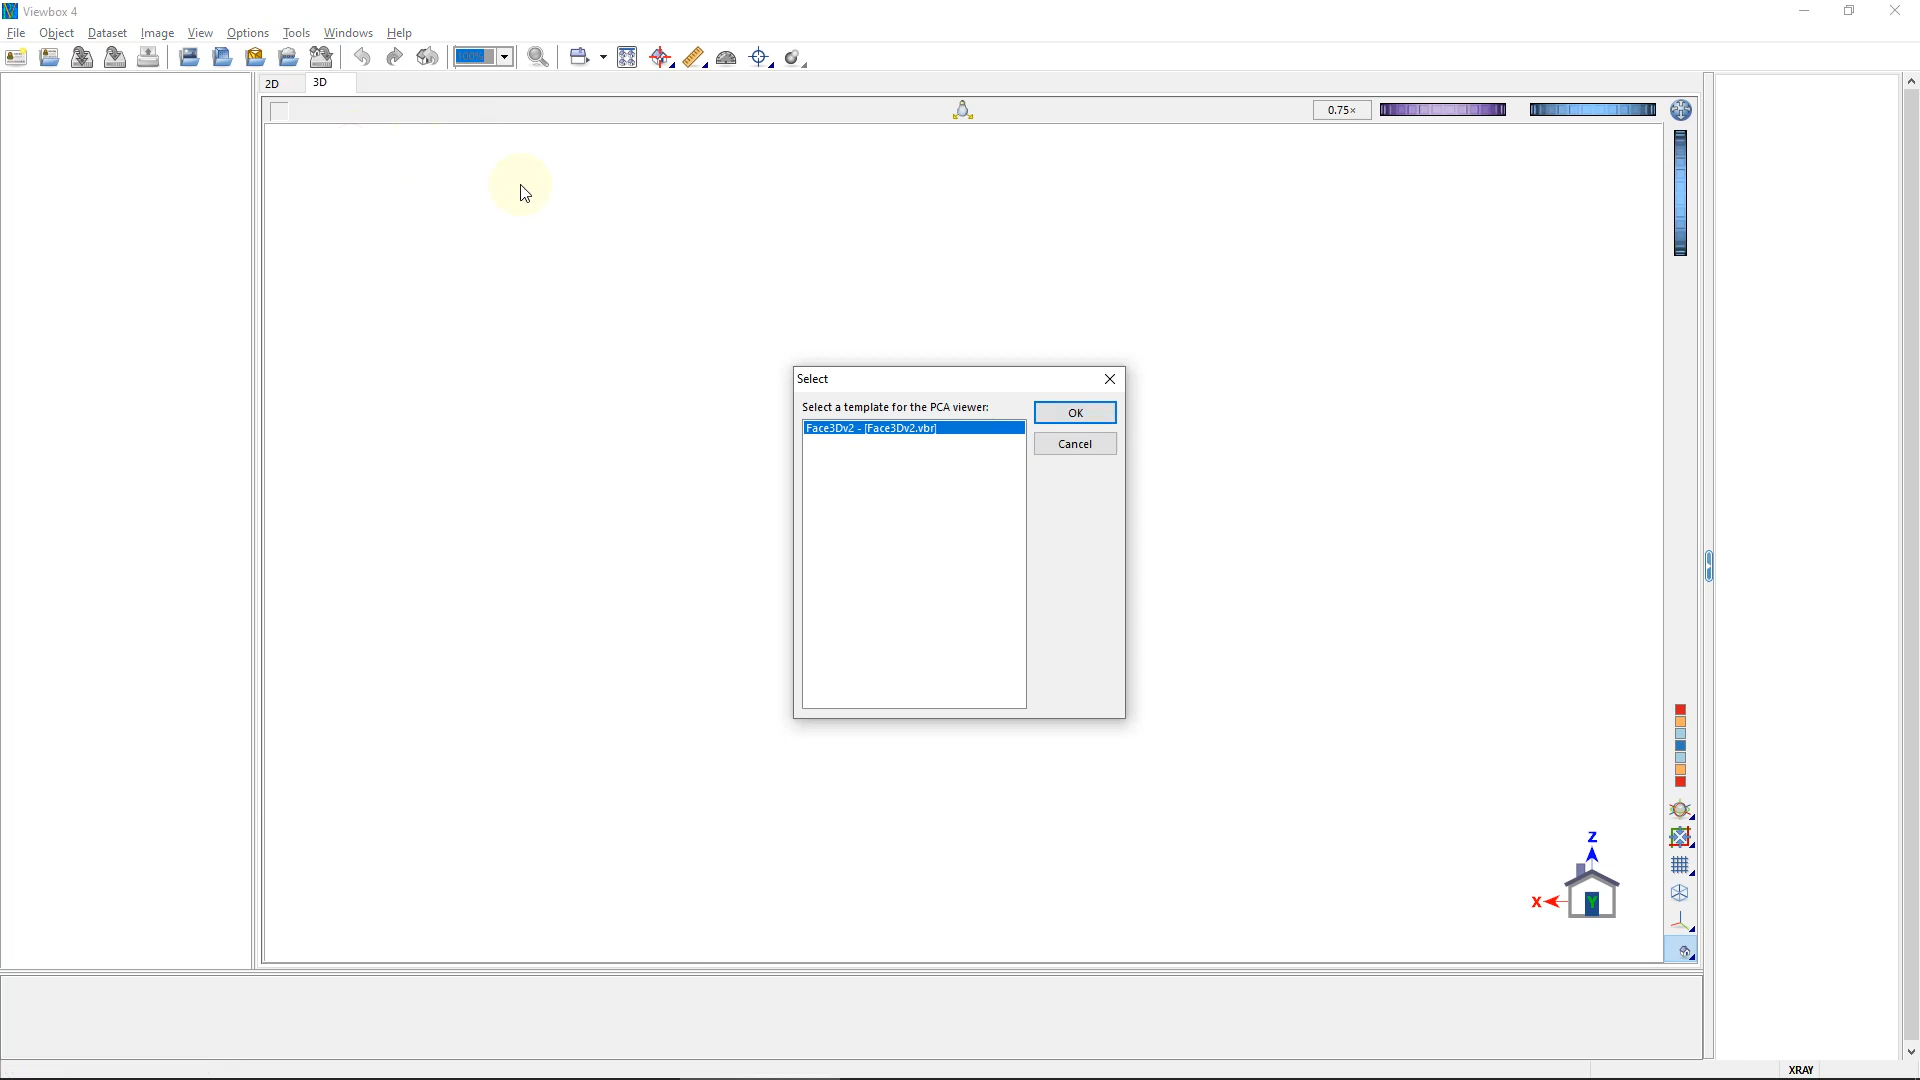 Viewbox 4
File Object Dataset Image View Options Tools Windows Help
2D 3D
0.75×
Select
Select a template for the PCA viewer:
OK
Face3Dv2 - [Face3Dv2.vbr]
Cancel
Z
X Y
XRAY